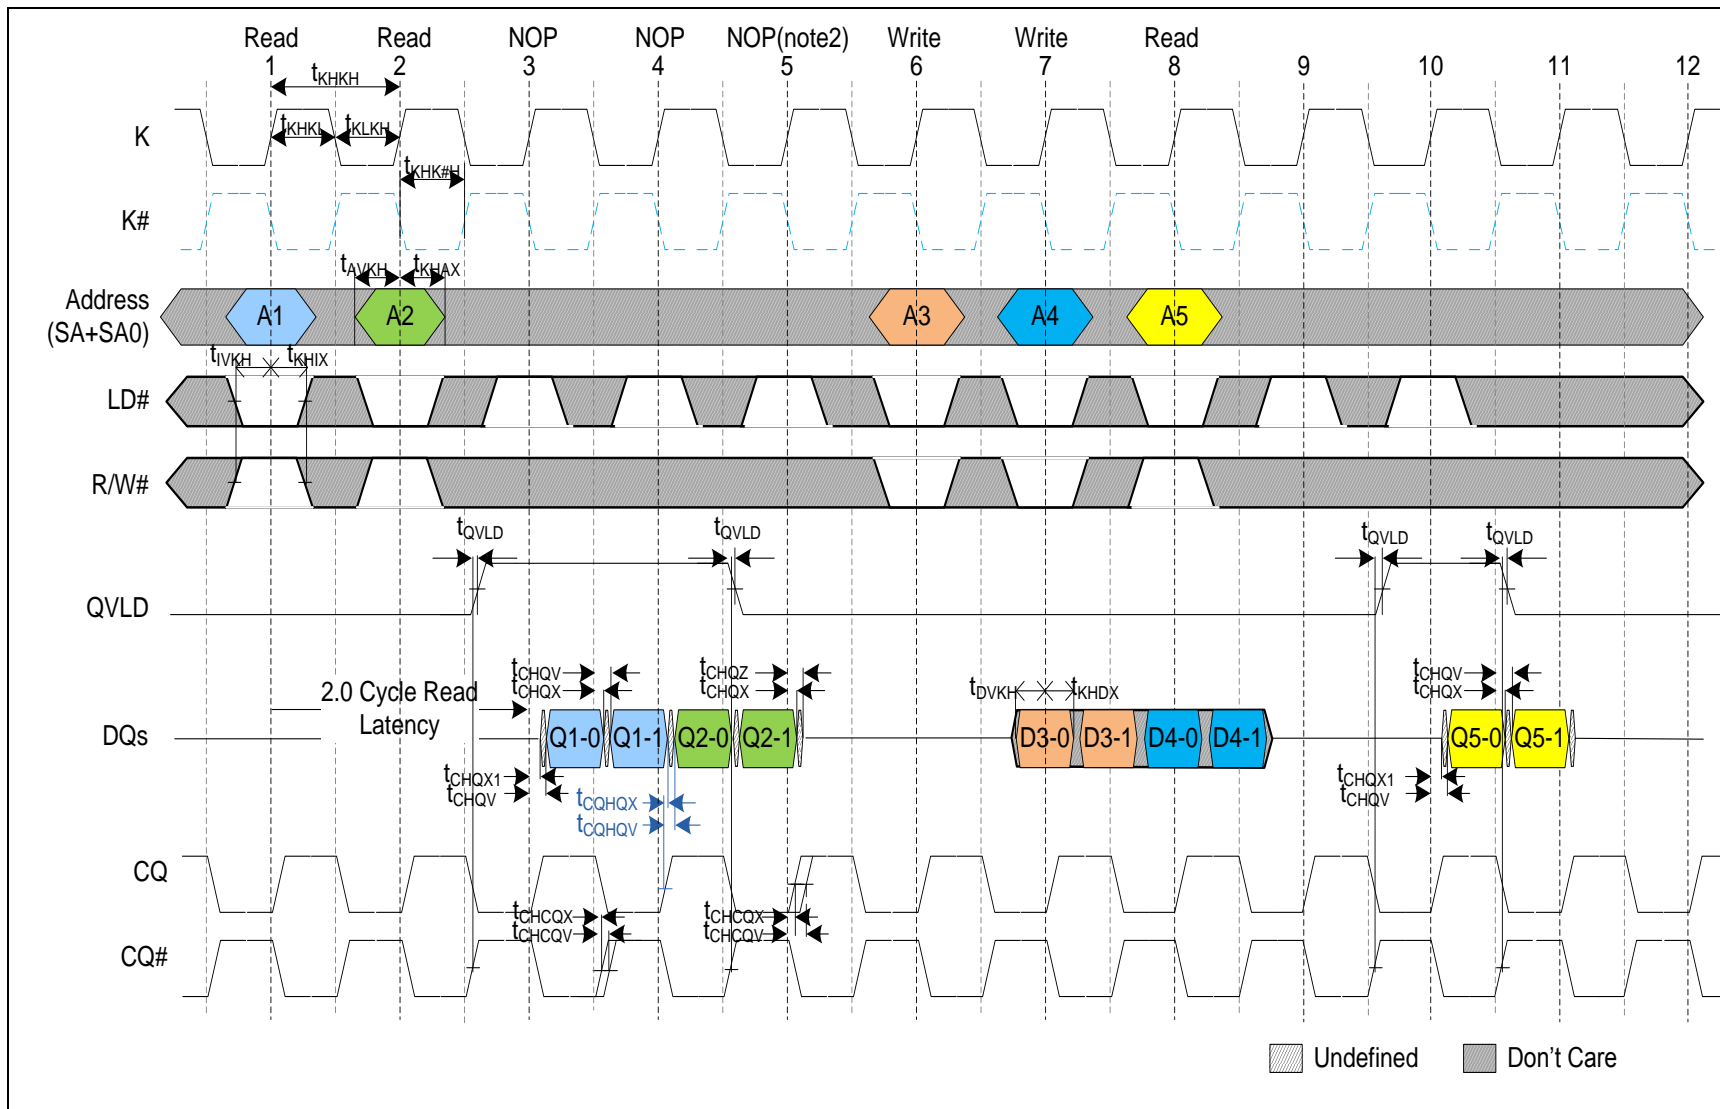 Read Read NOP NOP NOP(note2) Write Write Read
1 2 3 4 5 6 7 8 9 10 11 12
tKHKH
K
tKHKL tKLKH
tKHK#H
K#
tAVKH tKHAX
Address
(SA+SA0)
A1 A2 A3 A4 A5
tIVKH tKHIX
LD#
R/W#
tQVLD tQVLD tQVLD tQVLD
QVLD
tCHQV tCHQZ tCHQV
tCHQX tCHQX tDVKH tKHDX tCHQX
2.0 Cycle Read
Latency
DQs
Q1-0 Q1-1 Q2-0 Q2-1 D3-0 D3-1 D4-0 D4-1 Q5-0 Q5-1
tCHQX1 tCHQX1
tCHQV tCHQV
tCQHQX
tCQHQV
CQ
tCHCQX tCHCQX
tCHCQV tCHCQV
CQ#
Undefined Don't Care